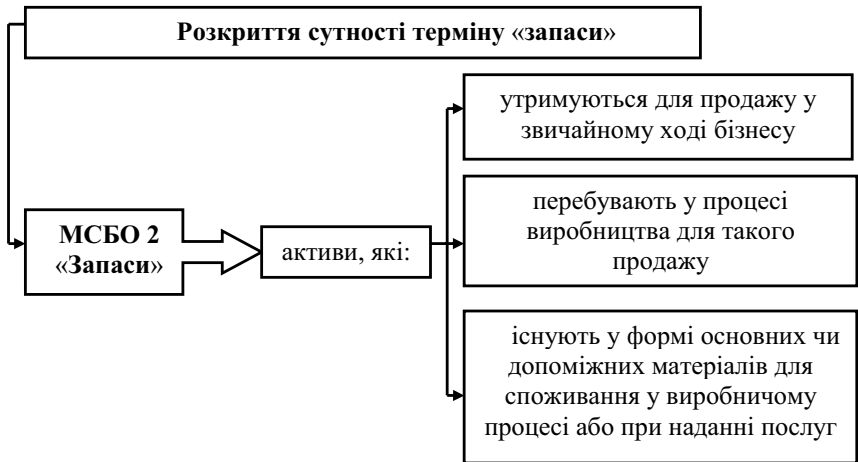 Розкриття сутності терміну «запаси»
утримуються для продажу у
звичайному ході бізнесу
МСБО 2
«Запаси»
активи, які:
перебувають у процесі
виробництва для такого
продажу
існують у формі основних чи
допоміжних матеріалів для
споживання у виробничому
процесі або при наданні послуг